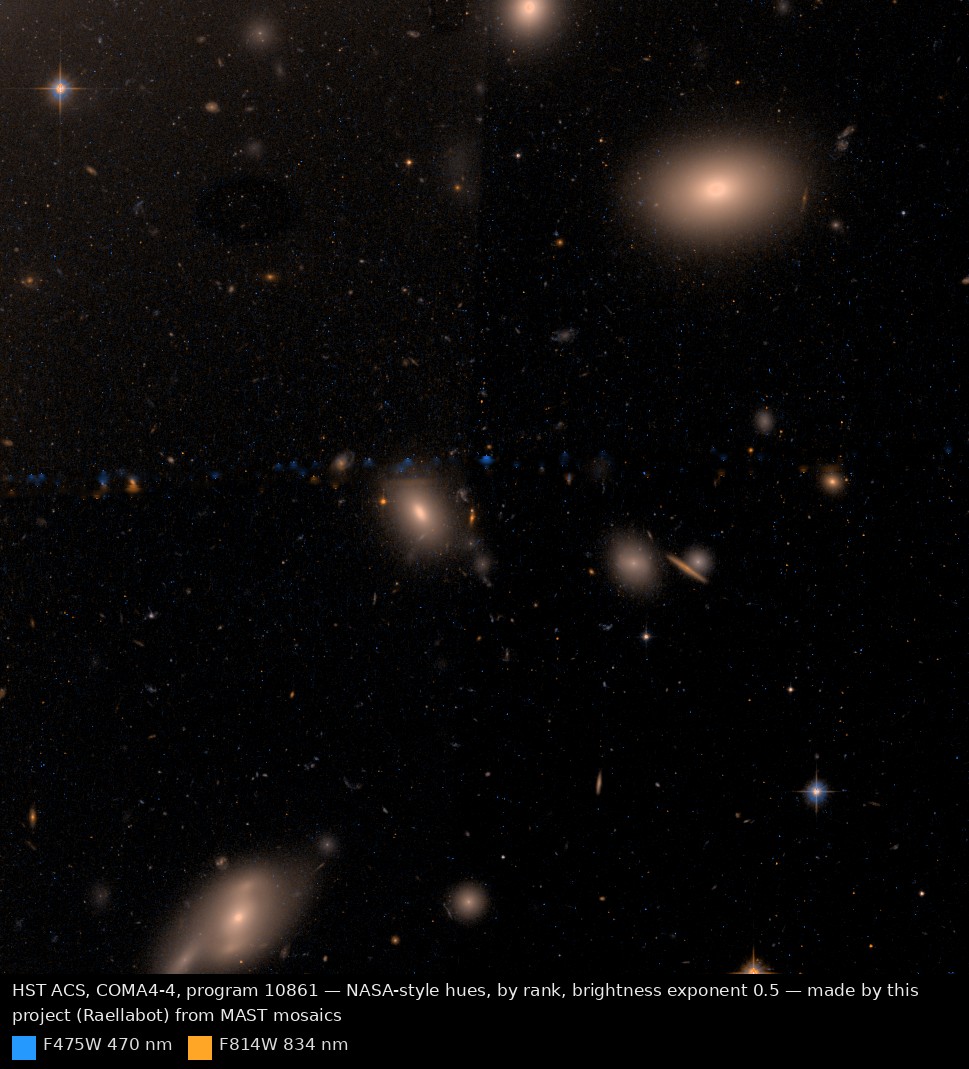 HST ACS, COMA4-4, program 10861 — NASA-style hues, by rank, brightness exponent 0.5 — made by this
project (Raellabot) from MAST mosaics
F475W 470 nm F814W 834 nm